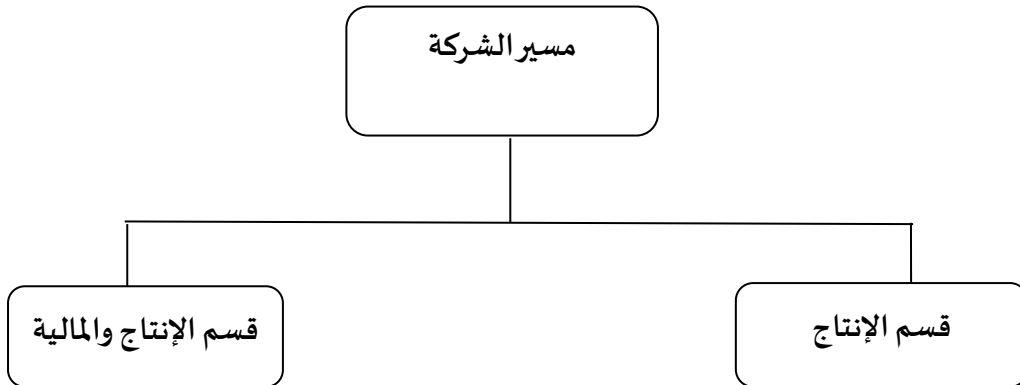 مسير الشركة
قسم الإنتاج
قسم الإنتاج والمالية